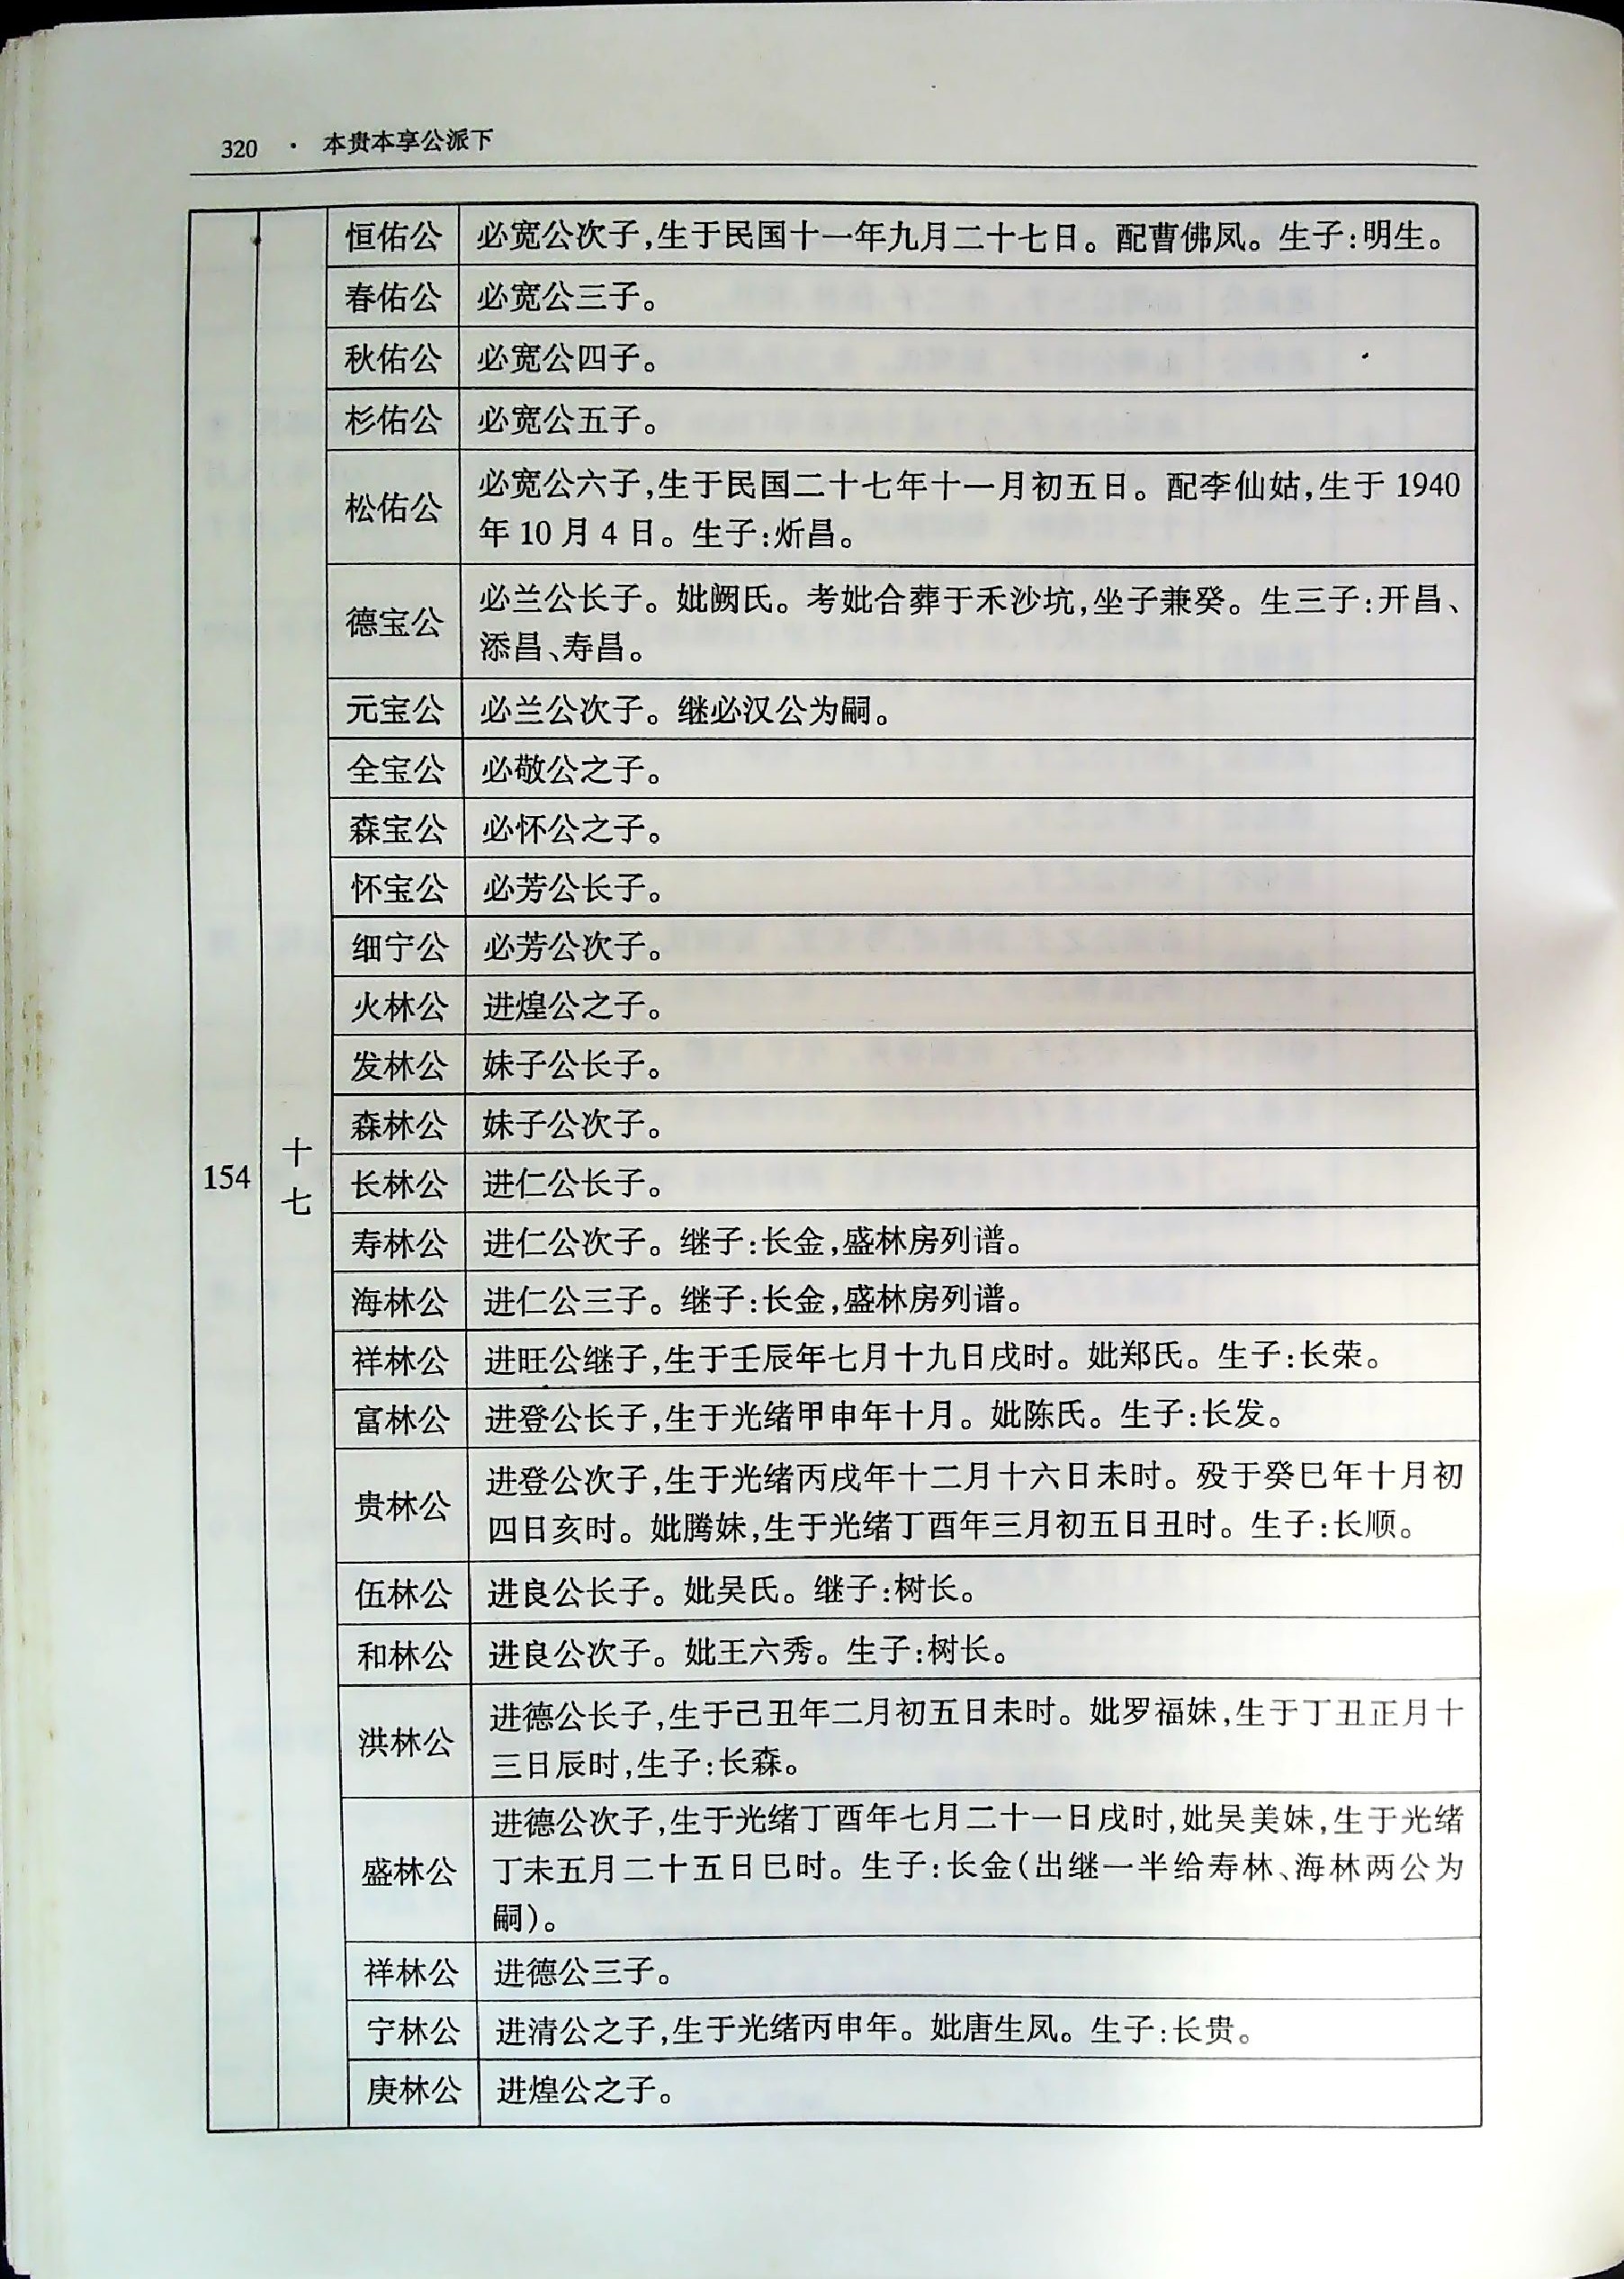 320 · 本贵本享公派下
154
十七
恒佑公 必宽公次子,生于民国十一年九月二十七日。配曹佛凤。生子:明生。
春佑公 必宽公三子。
秋佑公 必宽公四子。
杉佑公 必宽公五子。
松佑公 必宽公六子,生于民国二十七年十一月初五日。配李仙姑,生于 1940
年 10 月 4 日。生子:炘昌。
德宝公 必兰公长子。妣阙氏。考妣合葬于禾沙坑,坐子兼癸。生三子:开昌、
添昌、寿昌。
元宝公 必兰公次子。继必汉公为嗣。
全宝公 必敬公之子。
森宝公 必怀公之子。
怀宝公 必芳公长子。
细宁公 必芳公次子。
火林公 进煌公之子。
发林公 妹子公长子。
森林公 妹子公次子。
长林公 进仁公长子。
寿林公 进仁公次子。继子:长金,盛林房列谱。
海林公 进仁公三子。继子:长金,盛林房列谱。
祥林公 进旺公继子,生于壬辰年七月十九日戌时。妣郑氏。生子:长荣。
富林公 进登公长子,生于光绪甲申年十月。妣陈氏。生子:长发。
贵林公 进登公次子,生于光绪丙戌年十二月十六日未时。殁于癸巳年十月初
四日亥时。妣腾妹,生于光绪丁酉年三月初五日丑时。生子:长顺。
伍林公 进良公长子。妣吴氏。继子:树长。
和林公 进良公次子。妣王六秀。生子:树长。
洪林公 进德公长子,生于己丑年二月初五日未时。妣罗福妹,生于丁丑正月十
三日辰时,生子:长森。
盛林公 进德公次子,生于光绪丁酉年七月二十一日戌时,妣吴美妹,生于光绪
丁未五月二十五日巳时。生子:长金(出继一半给寿林、海林两公为
嗣)。
祥林公 进德公三子。
宁林公 进清公之子,生于光绪丙申年。妣唐生凤。生子:长贵。
庚林公 进煌公之子。